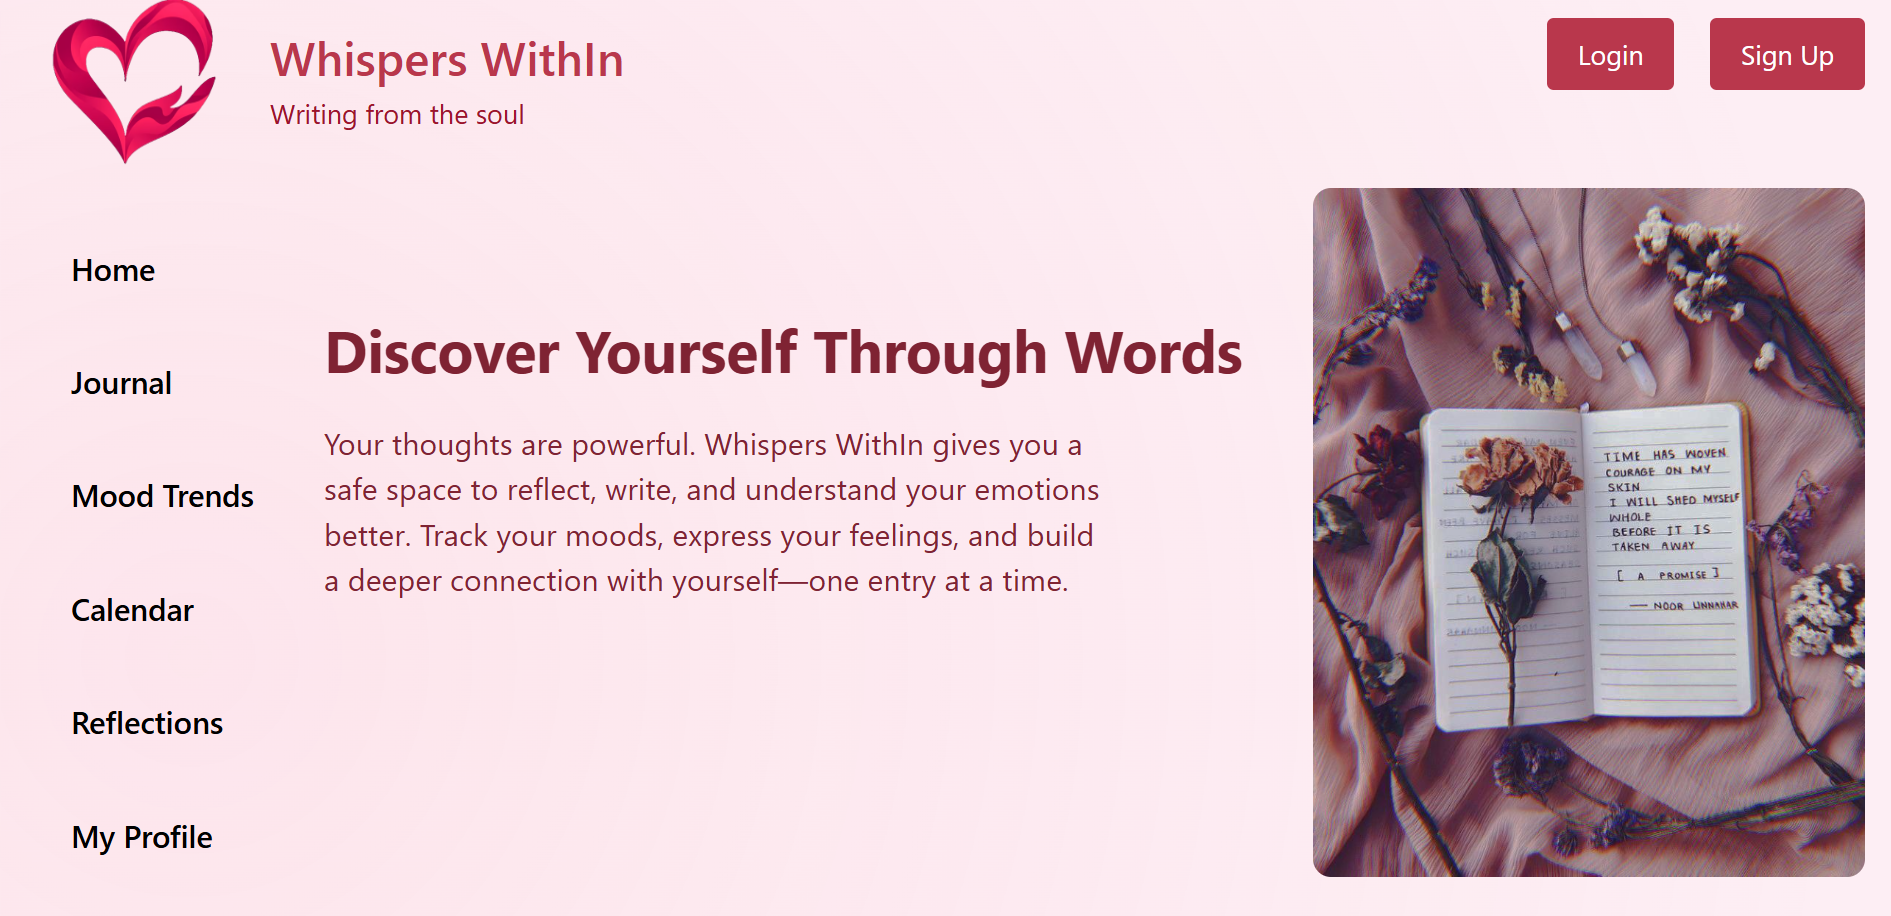 Whispers WithIn
Writing from the soul
Login
Sign Up
Home
Journal
Mood Trends
Calendar
Reflections
My Profile
Discover Yourself Through Words
Your thoughts are powerful. Whispers WithIn gives you a
safe space to reflect, write, and understand your emotions
better. Track your moods, express your feelings, and build
a deeper connection with yourself—one entry at a time.
TIME HAS WOVEN
COURAGE ON MY
SKIN
I WILL SHED MYSELF
WHOLE
BEFORE IT IS
TAKEN AWAY
[ A PROMISE ]
— NOOR UNNAHAR